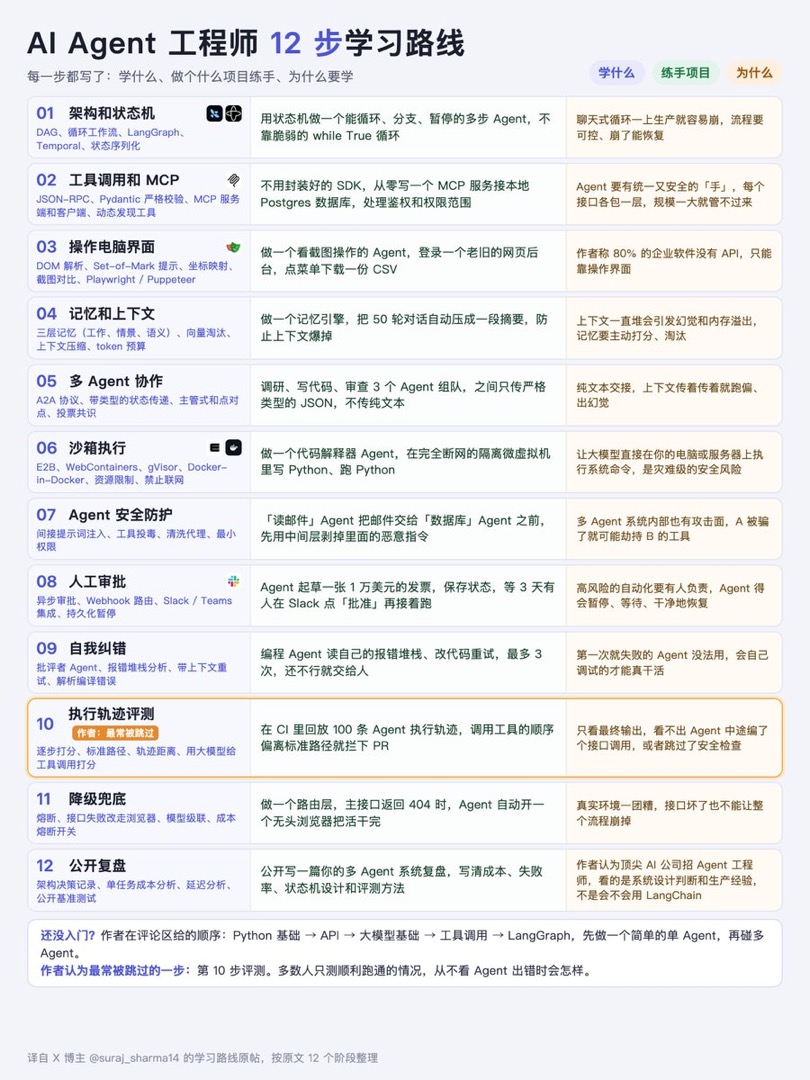 AI Agent 工程师 12 步学习路线
每一步都写了：学什么、做个什么项目练手、为什么要学
学什么 练手项目 为什么
01 架构和状态机
DAG、循环工作流、LangGraph、
Temporal、状态序列化
用状态机做一个能循环、分支、暂停的多步 Agent，不
靠脆弱的 while True 循环
聊天式循环一上生产就容易崩，流程要
可控、崩了能恢复
02 工具调用和 MCP
JSON-RPC、Pydantic 严格校验、MCP 服务
端和客户端、动态发现工具
不用封装好的 SDK，从零写一个 MCP 服务接本地
Postgres 数据库，处理鉴权和权限范围
Agent 要有统一又安全的「手」，每个
接口各包一层，规模一大就管不过来
03 操作电脑界面
DOM 解析、Set-of-Mark 提示、坐标映射、
截图对比、Playwright / Puppeteer
做一个看截图操作的 Agent，登录一个老旧的网页后
台，点菜单下载一份 CSV
作者称 80% 的企业软件没有 API，只能
靠操作界面
04 记忆和上下文
三层记忆（工作、情景、语义）、向量淘汰、
上下文压缩、token 预算
做一个记忆引擎，把 50 轮对话自动压成一段摘要，防
止上下文爆掉
上下文一直堆会引发幻觉和内存溢出，
记忆要主动打分、淘汰
05 多 Agent 协作
A2A 协议、带类型的状态传递、主管式和点对
点、投票共识
调研、写代码、审查 3 个 Agent 组队，之间只传严格
类型的 JSON，不传纯文本
纯文本交接，上下文传着传着就跑偏、
出幻觉
06 沙箱执行
E2B、WebContainers、gVisor、Docker-
in-Docker、资源限制、禁止联网
做一个代码解释器 Agent，在完全断网的隔离微虚拟机
里写 Python、跑 Python
让大模型直接在你的电脑或服务器上执
行系统命令，是灾难级的安全风险
07 Agent 安全防护
间接提示词注入、工具投毒、清洗代理、最小
权限
「读邮件」Agent 把邮件交给「数据库」Agent 之前，
先用中间层剥掉里面的恶意指令
多 Agent 系统内部也有攻击面，A 被骗
了就可能劫持 B 的工具
08 人工审批
异步审批、Webhook 路由、Slack / Teams
集成、持久化暂停
Agent 起草一张 1 万美元的发票，保存状态，等 3 天有
人在 Slack 点「批准」再接着跑
高风险的自动化要有人负责，Agent 得
会暂停、等待、干净地恢复
09 自我纠错
批评者 Agent、报错堆栈分析、带上下文重
试、解析编译错误
编程 Agent 读自己的报错堆栈、改代码重试，最多 3
次，还不行就交给人
第一次就失败的 Agent 没法用，会自己
调试的才能真干活
10 执行轨迹评测
作者：最常被跳过
逐步打分、标准路径、轨迹距离、用大模型给
工具调用打分
在 CI 里回放 100 条 Agent 执行轨迹，调用工具的顺序
偏离标准路径就拦下 PR
只看最终输出，看不出 Agent 中途编了
个接口调用，或者跳过了安全检查
11 降级兜底
熔断、接口失败改走浏览器、模型级联、成本
熔断开关
做一个路由层，主接口返回 404 时，Agent 自动开一
个无头浏览器把活干完
真实环境一团糟，接口坏了也不能让整
个流程崩掉
12 公开复盘
架构决策记录、单任务成本分析、延迟分析、
公开基准测试
公开写一篇你的多 Agent 系统复盘，写清成本、失败
率、状态机设计和评测方法
作者认为顶尖 AI 公司招 Agent 工程
师，看的是系统设计判断和生产经验，
不是会不会用 LangChain
还没入门？作者在评论区给的顺序：Python 基础 → API → 大模型基础 → 工具调用 → LangGraph，先做一个简单的单 Agent，再碰多
Agent。
作者认为最常被跳过的一步：第 10 步评测。多数人只测顺利跑通的情况，从不看 Agent 出错时会怎样。
译自 X 博主 @suraj_sharma14 的学习路线原帖，按原文 12 个阶段整理